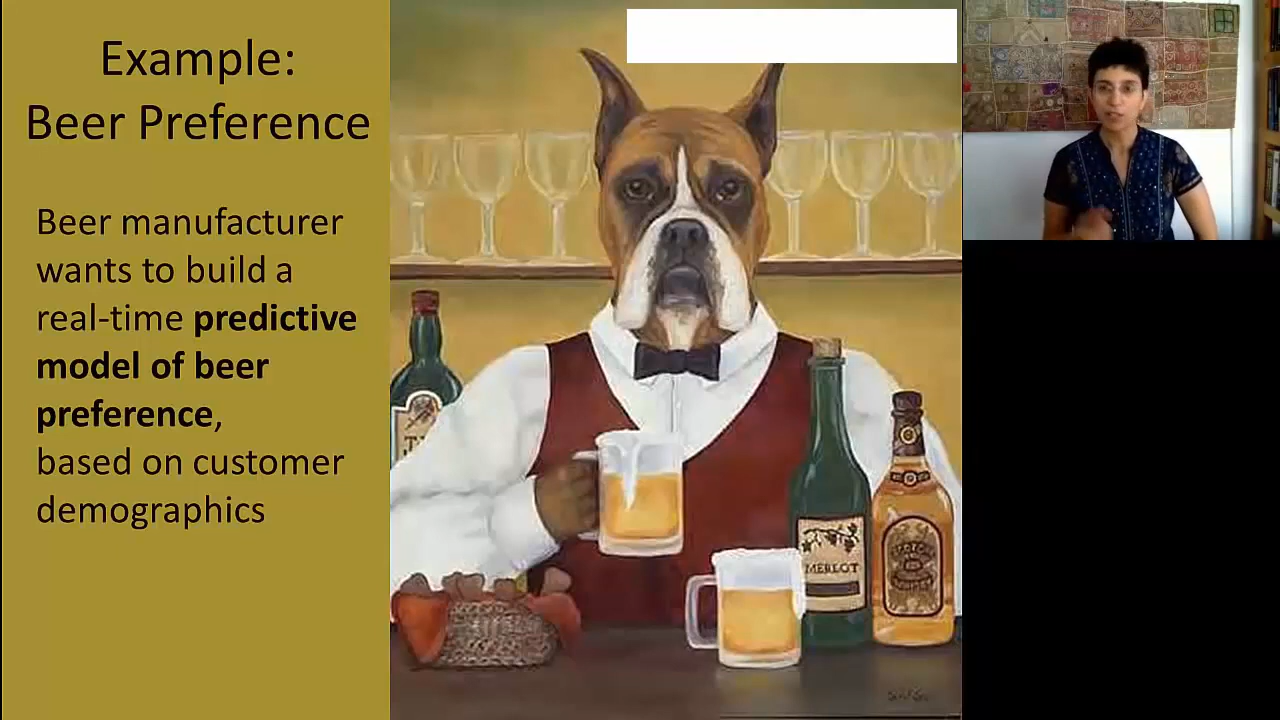 Example:
Beer Preference
Beer manufacturer
wants to build a
real-time predictive
model of beer
preference,
based on customer
demographics
MERLOT